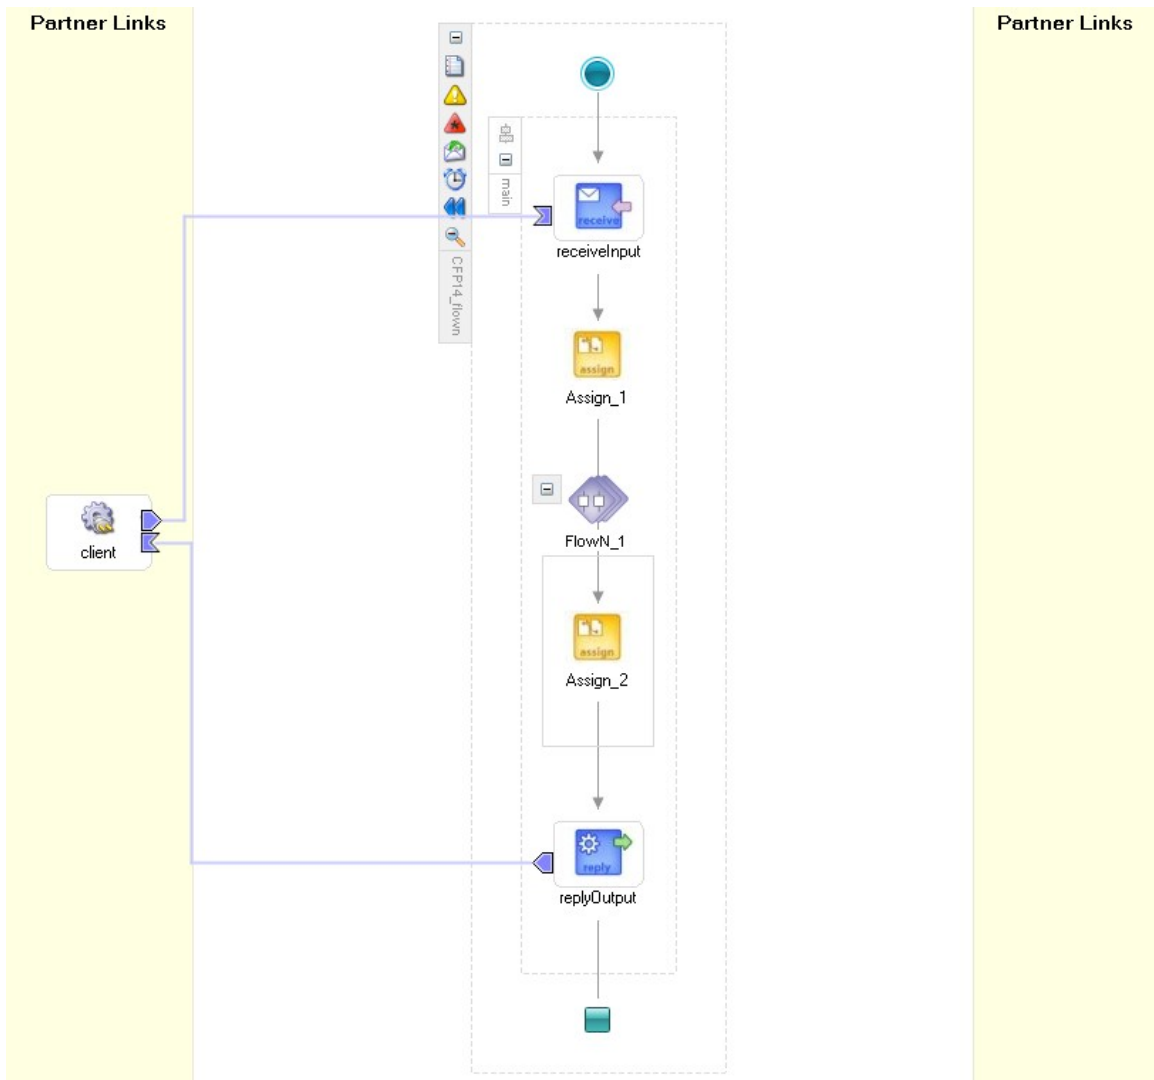 Partner Links
Partner Links
main
receive
receiveInput
CFP14_flown
assign
Assign_1
FlowN_1
client
assign
Assign_2
reply
replyOutput